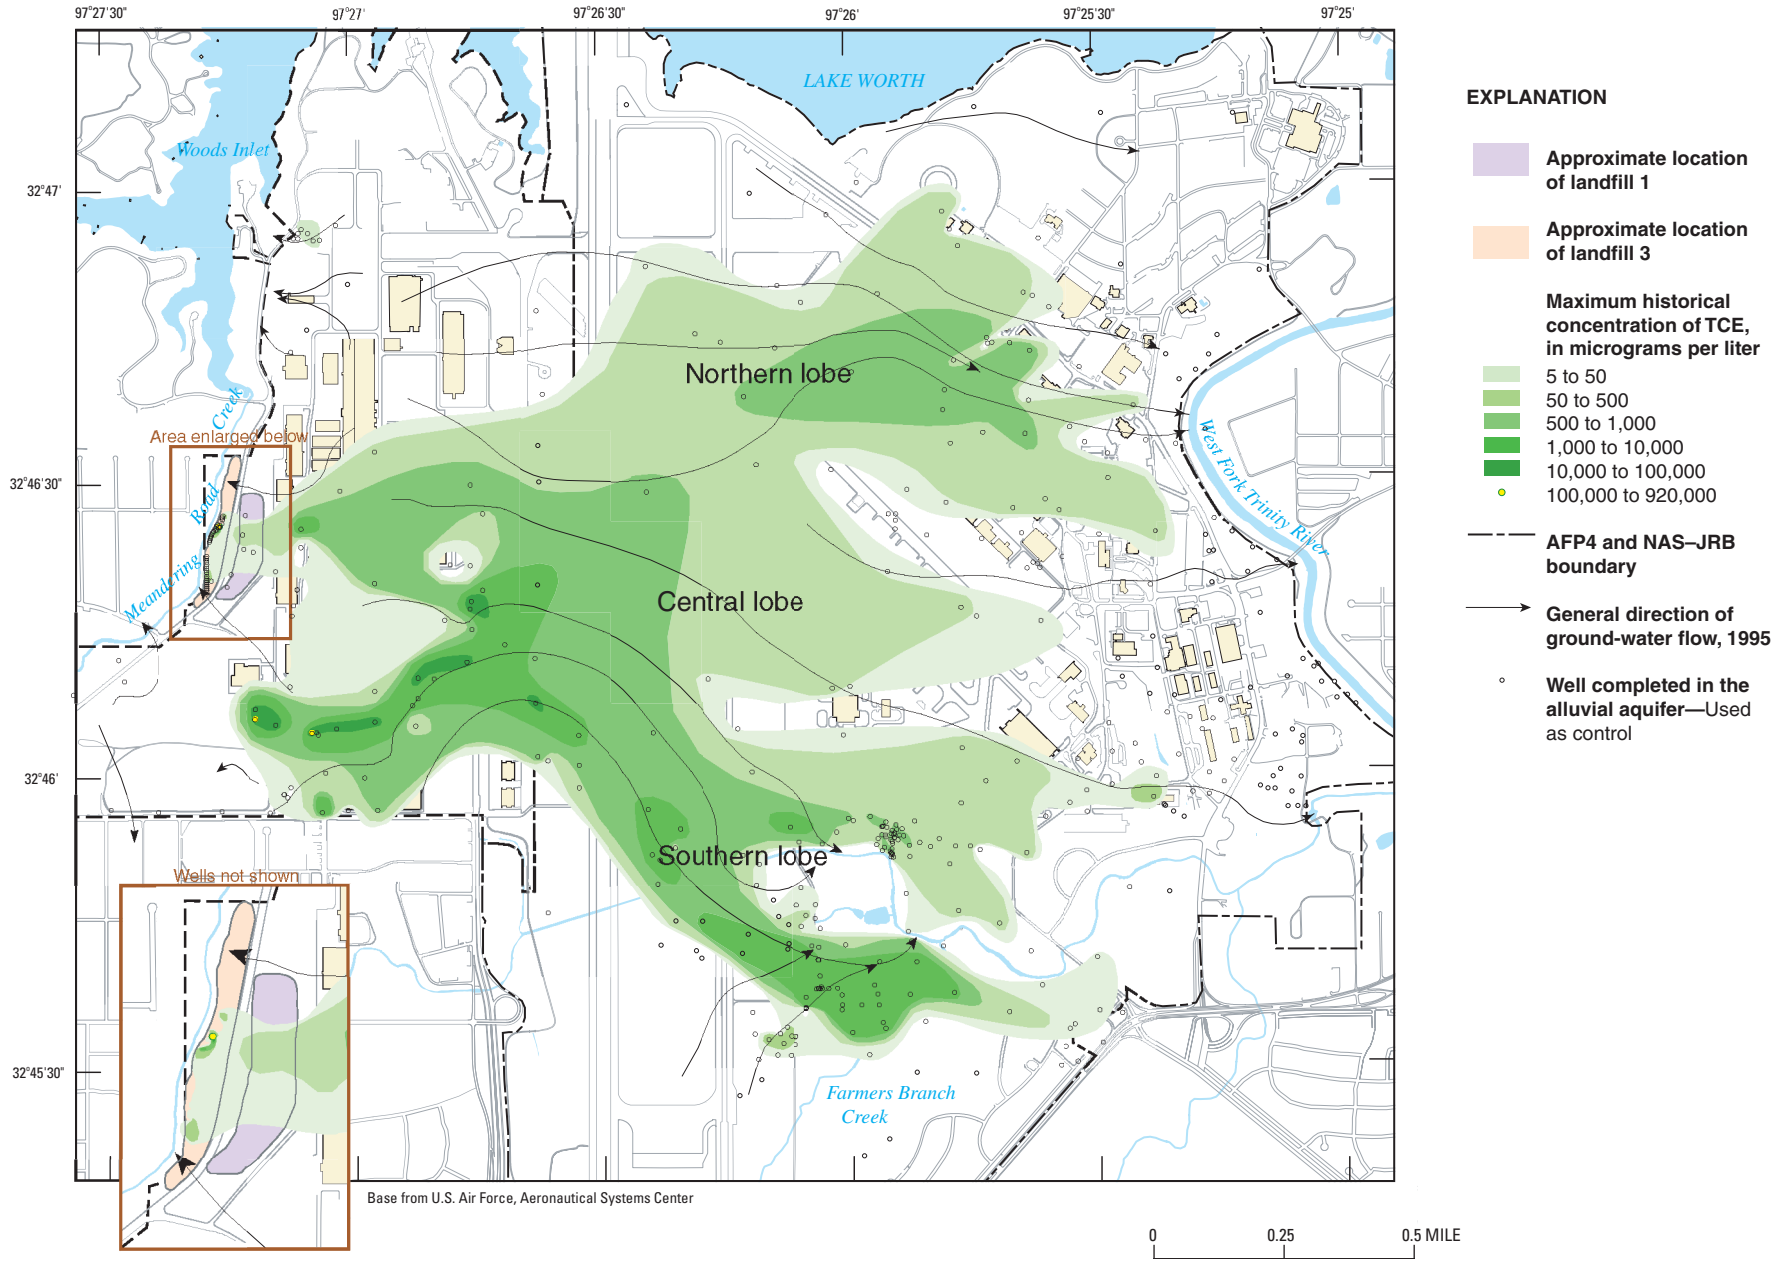 97°27'30"
97°27'
97°26'30"
97°26'
97°25'30"
97°25'
32°47'
32°46'30"
32°46'
32°45'30"
LAKE WORTH
Woods Inlet
Meandering Road Creek
Area enlarged below
Northern lobe
Central lobe
Southern lobe
West Fork Trinity River
Wells not shown
Farmers Branch
Creek
Base from U.S. Air Force, Aeronautical Systems Center
EXPLANATION
Approximate location
of landfill 1
Approximate location
of landfill 3
Maximum historical
concentration of TCE,
in micrograms per liter
5 to 50
50 to 500
500 to 1,000
1,000 to 10,000
10,000 to 100,000
100,000 to 920,000
AFP4 and NAS–JRB
boundary
General direction of
ground-water flow, 1995
Well completed in the
alluvial aquifer—Used
as control
0 0.25 0.5 MILE